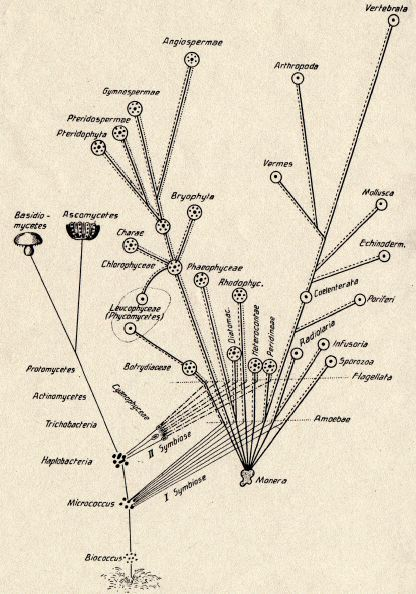 Vertebrata
Angiospermae
Arthropoda
Gymnospermae
Pteridospermae
Pteridophyta
Vermes
Bryophyta
Mollusca
Basidio-
mycetes
Ascomycetes
Charae
Echinoderm.
Chlorophyceae
Phaeophyceae
Rhodophyc.
Coelenterata
Poriferi
Leucophyceae
(Phycomycetes)
Diatomac.
Heterocontae
Peridineae
Radiolaria
Infusoria
Sporozoa
Botrydiaceae
Protomycetes
Flagellata
Actinomycetes
Cyanophyceae
Trichobacteria
Amoebae
II Symbiose
Haplobacteria
Monera
I Symbiose
Micrococcus
Biococcus